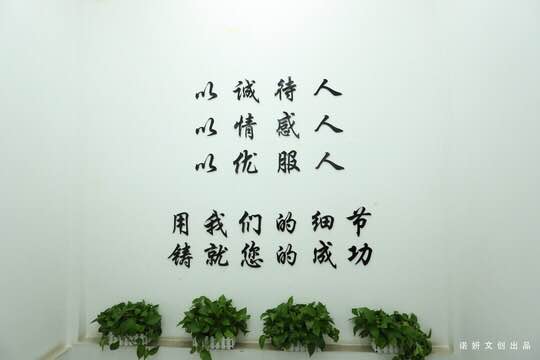 以诚待人
以情感人
以优服人
用我们的细节
铸就您的成功
诺妍文创出品